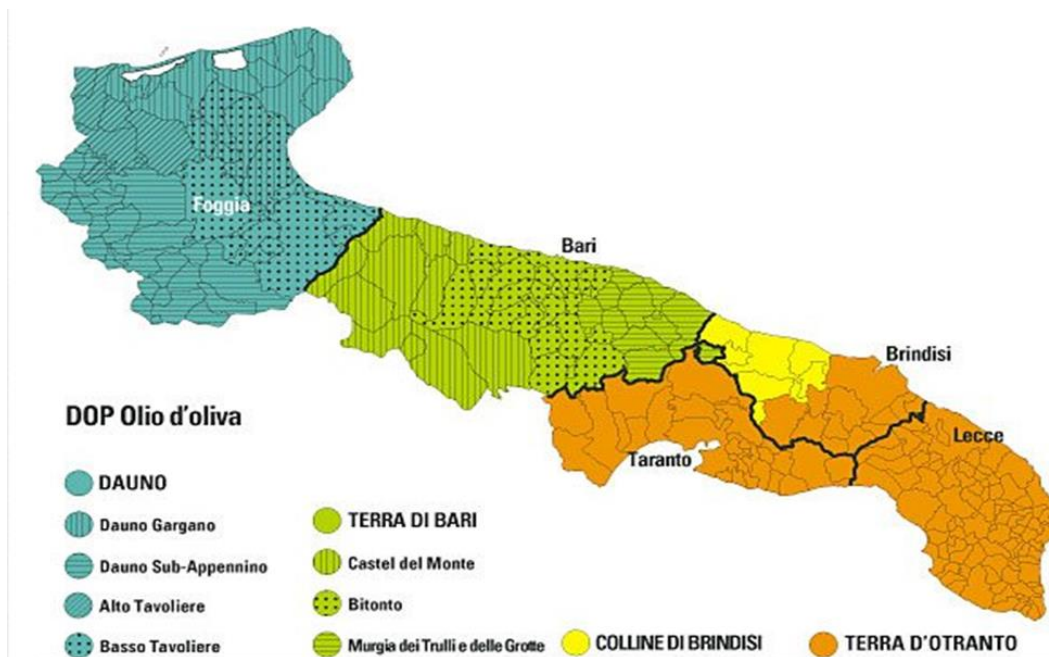 Foggia
Bari
Brindisi
Lecce
Taranto
DOP Olio d'oliva
DAUNO
Dauno Gargano
Dauno Sub-Appennino
Alto Tavoliere
Basso Tavoliere
TERRA DI BARI
Castel del Monte
Bitonto
Murgia dei Trulli e delle Grotte
COLLINE DI BRINDISI
TERRA D'OTRANTO